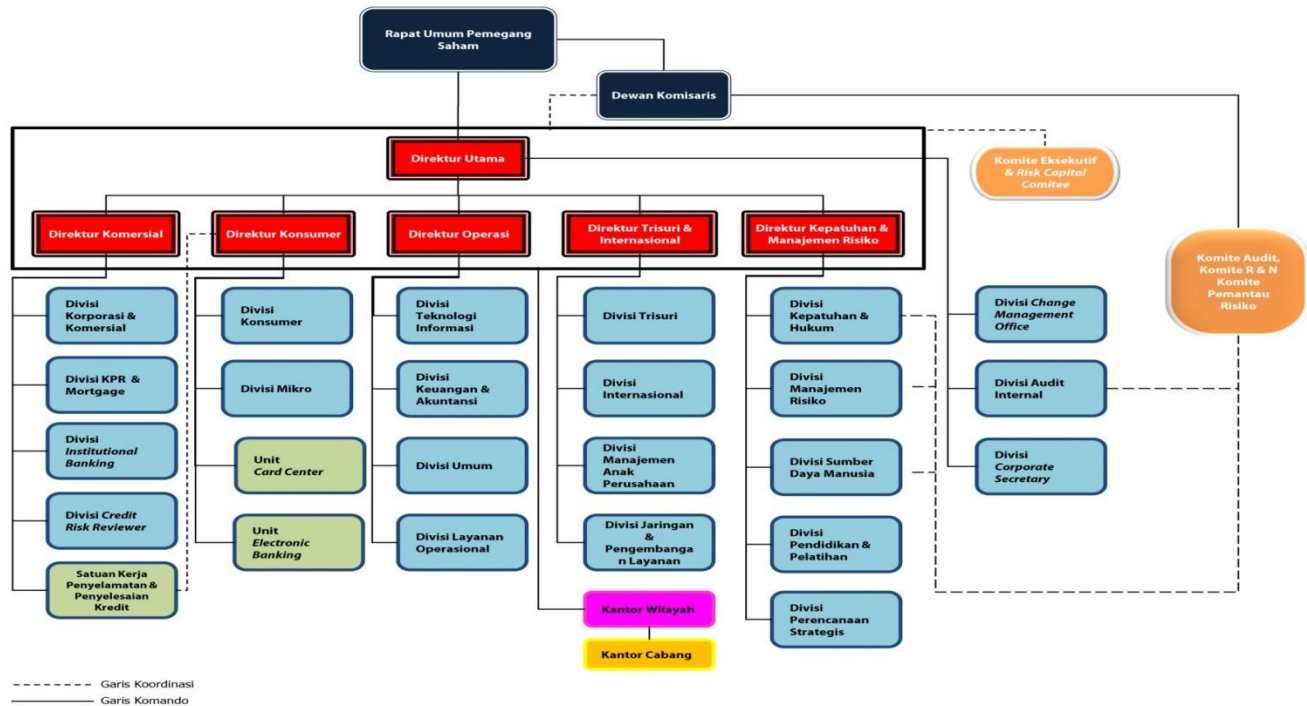 Rapat Umum Pemegang
Saham
Dewan Komisaris
Direktur Utama
Komite Eksekutif
& Risk Capital
Comitee
Direktur Komersial
Direktur Konsumer
Direktur Operasi
Direktur Trisuri &
Internasional
Direktur Kepatuhan &
Manajemen Risiko
Komite Audit,
Komite R & N
Komite
Pemantau
Risiko
Divisi
Korporasi &
Komersial
Divisi KPR &
Mortgage
Divisi
Institutional
Banking
Divisi Credit
Risk Reviewer
Satuan Kerja
Penyelamatan &
Penyelesaian
Kredit
Divisi
Konsumer
Divisi Mikro
Unit
Card Center
Unit
Electronic
Banking
Divisi
Teknologi
Informasi
Divisi
Keuangan &
Akuntansi
Divisi Umum
Divisi Layanan
Operasional
Divisi Trisuri
Divisi
Internasional
Divisi
Manajemen
Anak
Perusahaan
Divisi Jaringan
&
Pengembanga
n Layanan
Kantor Wilayah
Kantor Cabang
Divisi
Kepatuhan &
Hukum
Divisi
Manajemen
Risiko
Divisi Sumber
Daya Manusia
Divisi
Pendidikan &
Pelatihan
Divisi
Perencanaan
Strategis
Divisi Change
Management
Office
Divisi Audit
Internal
Divisi
Corporate
Secretary
Garis Koordinasi
Garis Komando